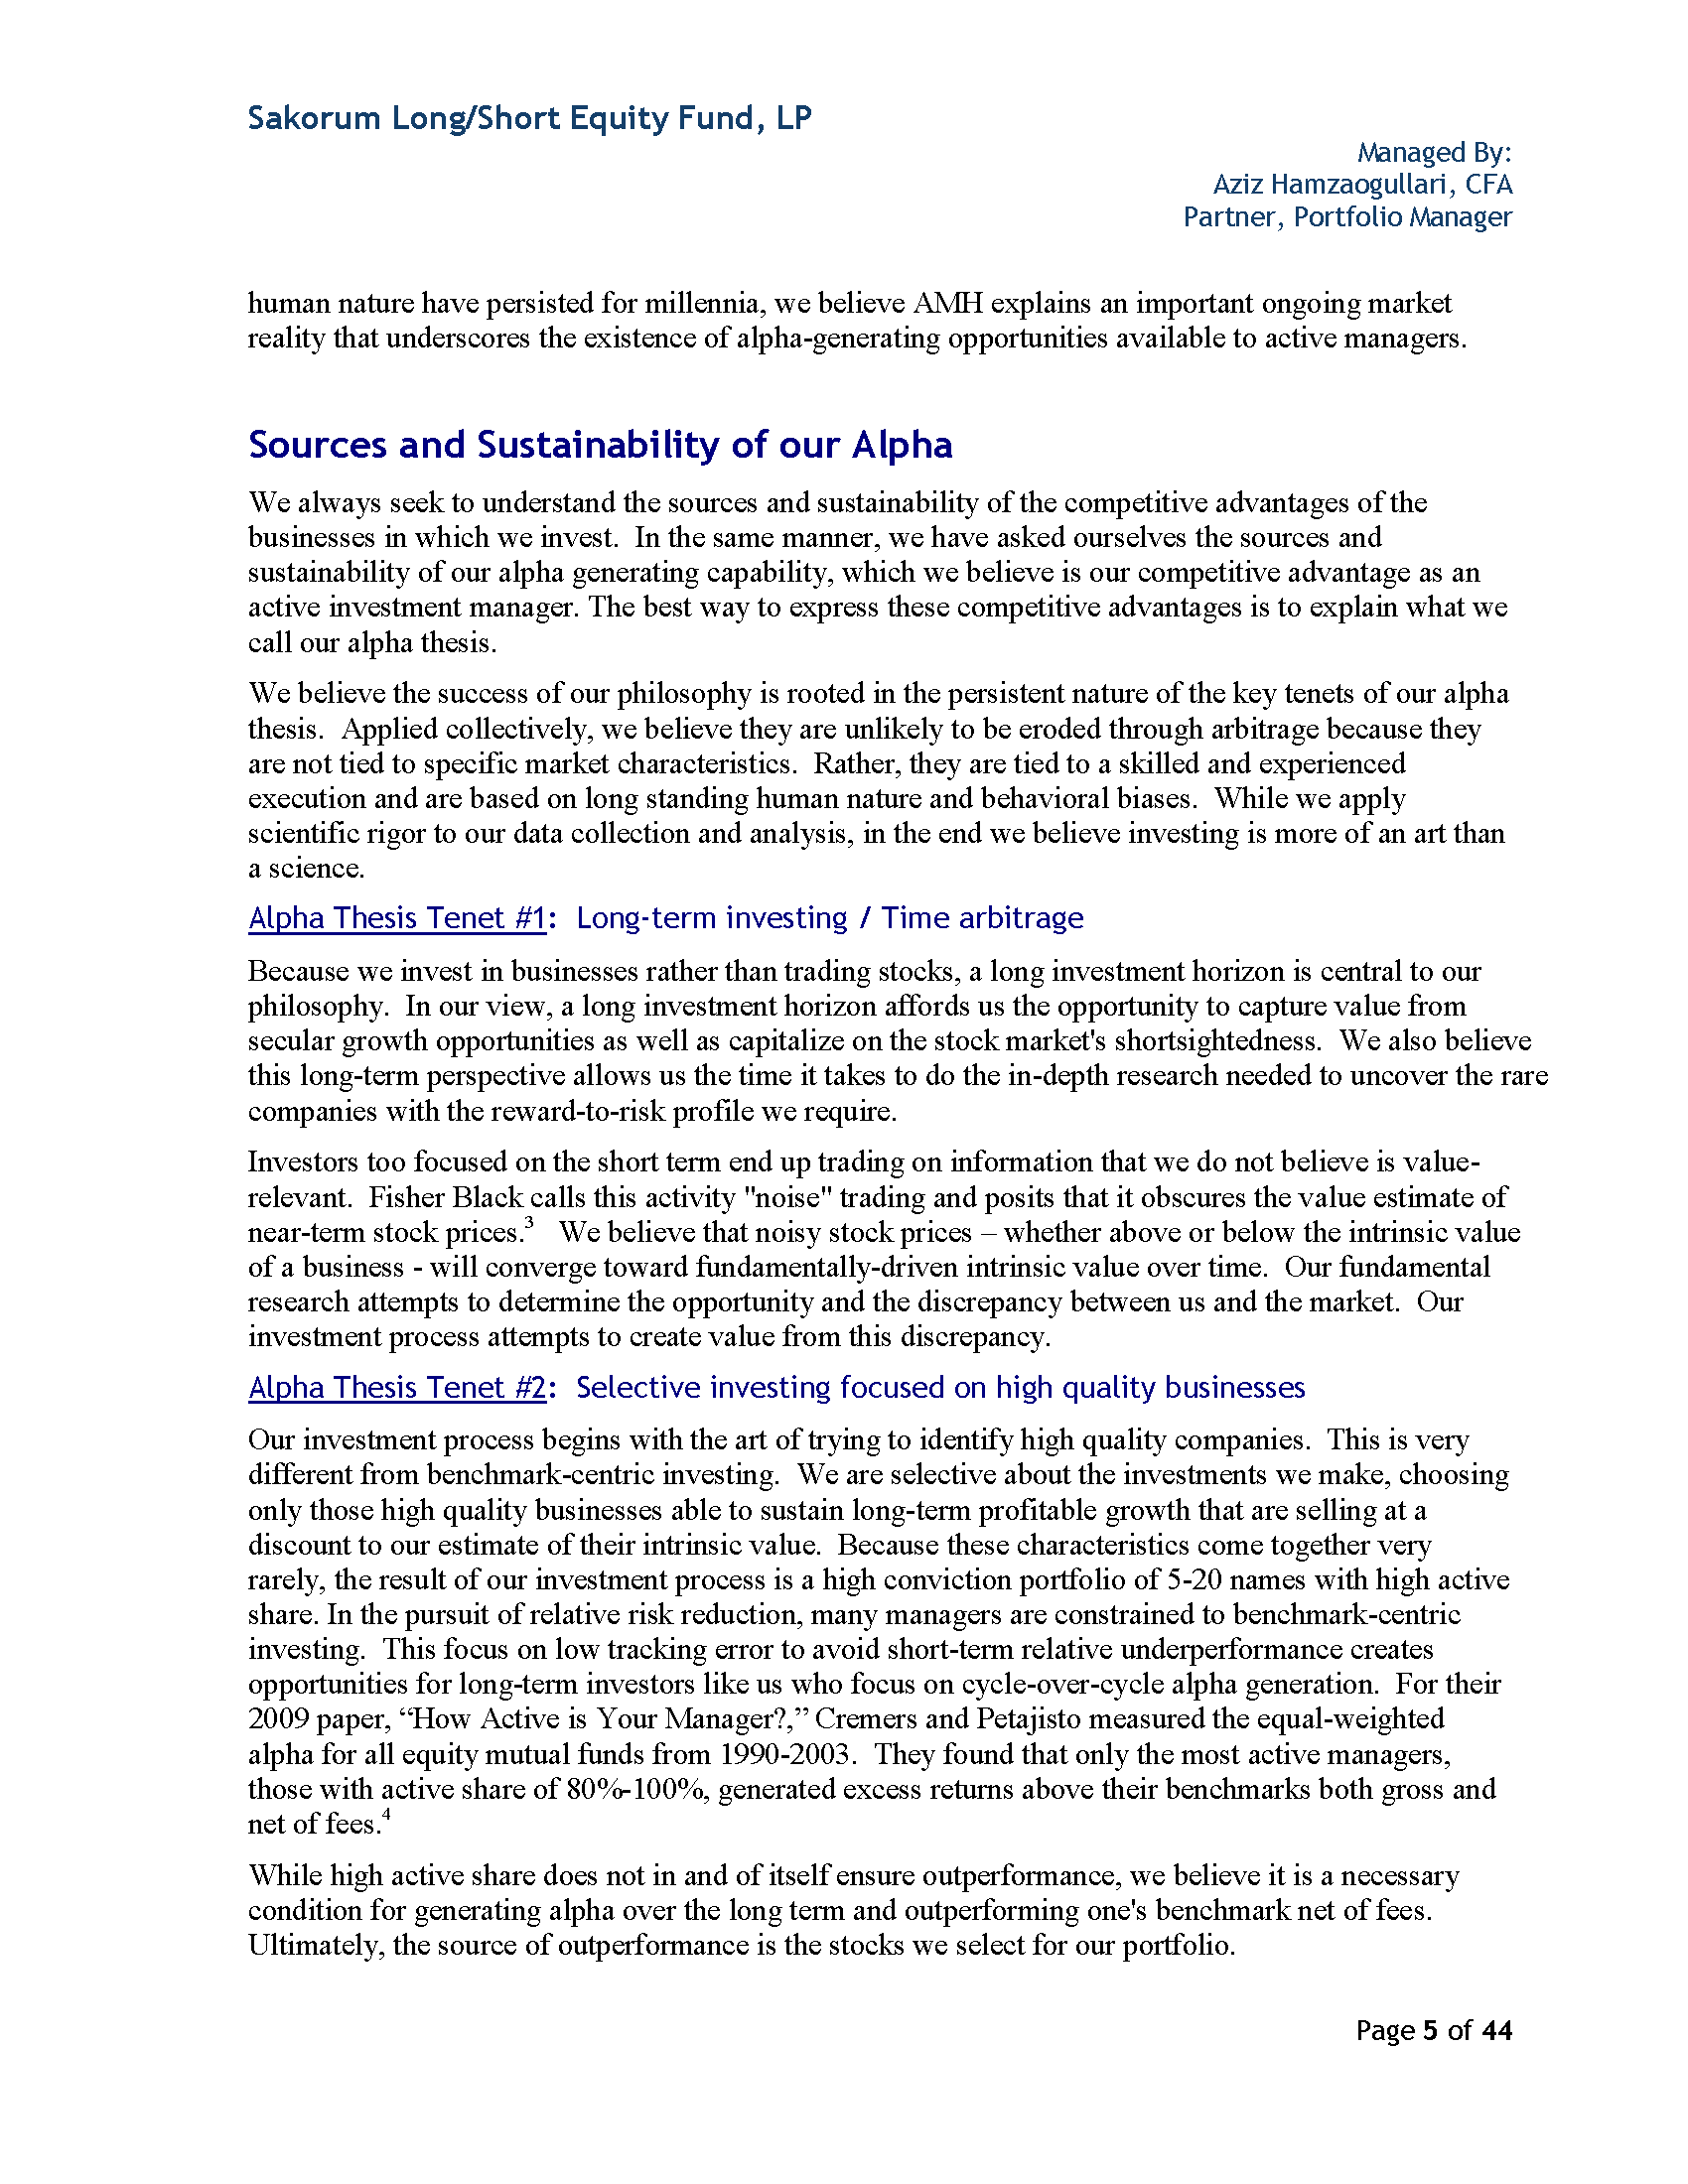 Sakorum Long/Short Equity Fund, LP
Managed By:
Aziz Hamzaogullari, CFA
Partner, Portfolio Manager
human nature have persisted for millennia, we believe AMH explains an important ongoing market
reality that underscores the existence of alpha-generating opportunities available to active managers.
Sources and Sustainability of our Alpha
We always seek to understand the sources and sustainability of the competitive advantages of the
businesses in which we invest.  In the same manner, we have asked ourselves the sources and
sustainability of our alpha generating capability, which we believe is our competitive advantage as an
active investment manager. The best way to express these competitive advantages is to explain what we
call our alpha thesis.
We believe the success of our philosophy is rooted in the persistent nature of the key tenets of our alpha
thesis.  Applied collectively, we believe they are unlikely to be eroded through arbitrage because they
are not tied to specific market characteristics.  Rather, they are tied to a skilled and experienced
execution and are based on long standing human nature and behavioral biases.  While we apply
scientific rigor to our data collection and analysis, in the end we believe investing is more of an art than
a science.
Alpha Thesis Tenet #1:  Long-term investing / Time arbitrage
Because we invest in businesses rather than trading stocks, a long investment horizon is central to our
philosophy.  In our view, a long investment horizon affords us the opportunity to capture value from
secular growth opportunities as well as capitalize on the stock market's shortsightedness.  We also believe
this long-term perspective allows us the time it takes to do the in-depth research needed to uncover the rare
companies with the reward-to-risk profile we require.
Investors too focused on the short term end up trading on information that we do not believe is value-
relevant.  Fisher Black calls this activity "noise" trading and posits that it obscures the value estimate of
near-term stock prices.3   We believe that noisy stock prices – whether above or below the intrinsic value
of a business - will converge toward fundamentally-driven intrinsic value over time.  Our fundamental
research attempts to determine the opportunity and the discrepancy between us and the market.  Our
investment process attempts to create value from this discrepancy.
Alpha Thesis Tenet #2:  Selective investing focused on high quality businesses
Our investment process begins with the art of trying to identify high quality companies.  This is very
different from benchmark-centric investing.  We are selective about the investments we make, choosing
only those high quality businesses able to sustain long-term profitable growth that are selling at a
discount to our estimate of their intrinsic value.  Because these characteristics come together very
rarely, the result of our investment process is a high conviction portfolio of 5-20 names with high active
share. In the pursuit of relative risk reduction, many managers are constrained to benchmark-centric
investing.  This focus on low tracking error to avoid short-term relative underperformance creates
opportunities for long-term investors like us who focus on cycle-over-cycle alpha generation.  For their
2009 paper, “How Active is Your Manager?,” Cremers and Petajisto measured the equal-weighted
alpha for all equity mutual funds from 1990-2003.  They found that only the most active managers,
those with active share of 80%-100%, generated excess returns above their benchmarks both gross and
net of fees.4
While high active share does not in and of itself ensure outperformance, we believe it is a necessary
condition for generating alpha over the long term and outperforming one's benchmark net of fees.
Ultimately, the source of outperformance is the stocks we select for our portfolio.
Page 5 of 44